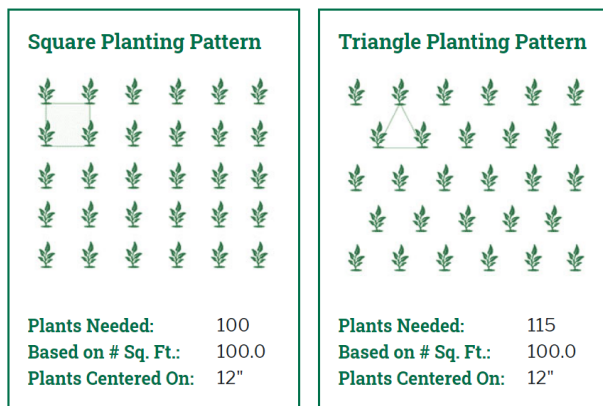 Square Planting Pattern
Plants Needed: 100
Based on # Sq. Ft.: 100.0
Plants Centered On: 12"
Triangle Planting Pattern
Plants Needed: 115
Based on # Sq. Ft.: 100.0
Plants Centered On: 12"